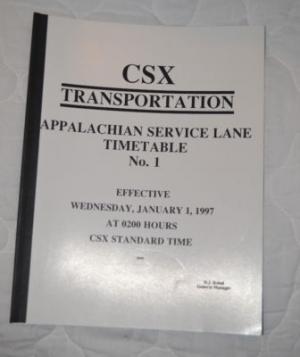 CSX
TRANSPORTATION
APPALACHIAN SERVICE LANE
TIMETABLE
No. 1
EFFECTIVE
WEDNESDAY, JANUARY 1, 1997
AT 0200 HOURS
CSX STANDARD TIME
General Manager